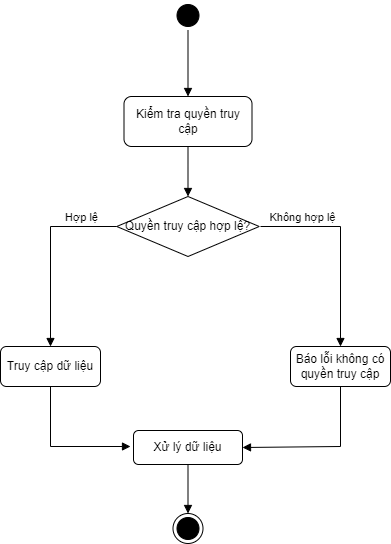 Kiểm tra quyền truy
cập
Quyền truy cập hợp lệ?
Hợp lệ
Không hợp lệ
Truy cập dữ liệu
Báo lỗi không có
quyền truy cập
Xử lý dữ liệu